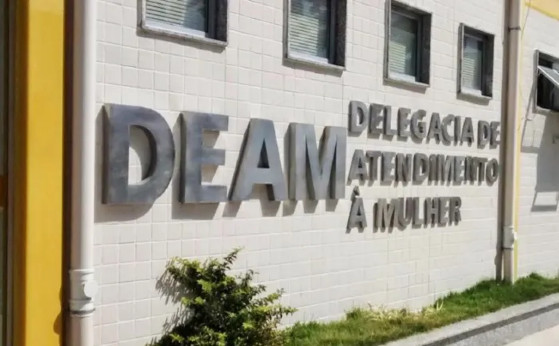 DEAM
DELEGACIA DE
ATENDIMENTO
À MULHER